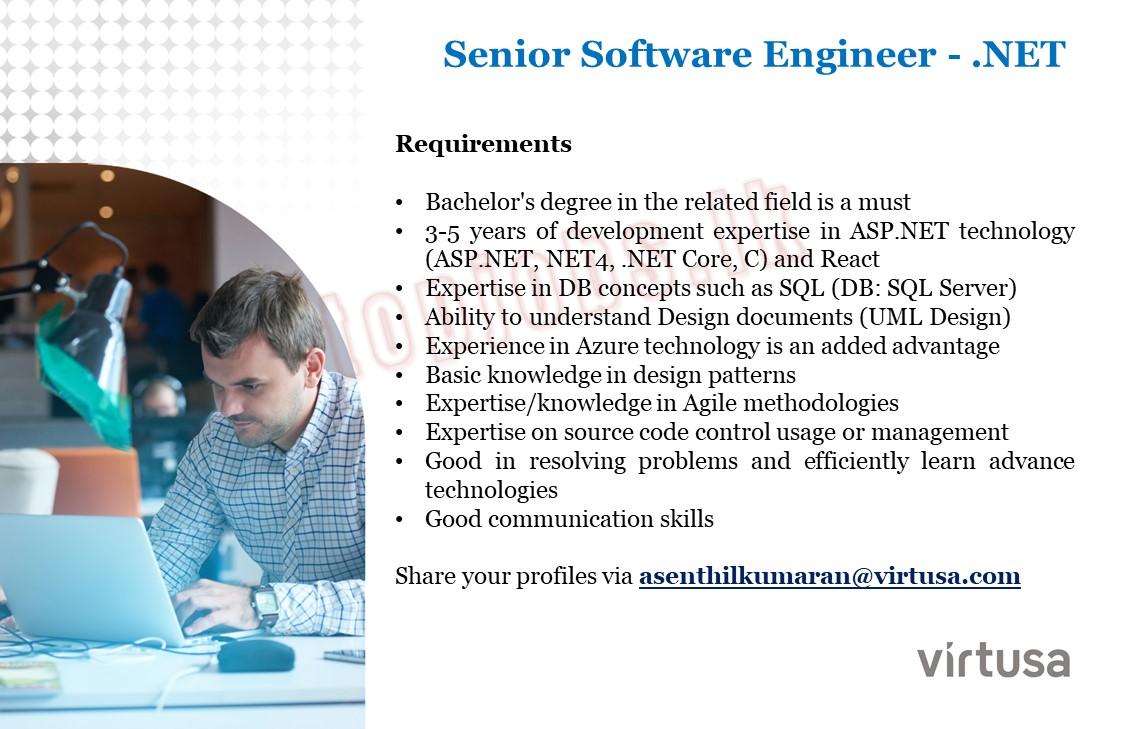 Senior Software Engineer - .NET
Requirements
• Bachelor's degree in the related field is a must
• 3-5 years of development expertise in ASP.NET technology
(ASP.NET, NET4, .NET Core, C) and React
• Expertise in DB concepts such as SQL (DB: SQL Server)
• Ability to understand Design documents (UML Design)
• Experience in Azure technology is an added advantage
• Basic knowledge in design patterns
• Expertise/knowledge in Agile methodologies
• Expertise on source code control usage or management
• Good in resolving problems and efficiently learn advance
technologies
• Good communication skills
Share your profiles via asenthilkumaran@virtusa.com
virtusa
topjobs.lk